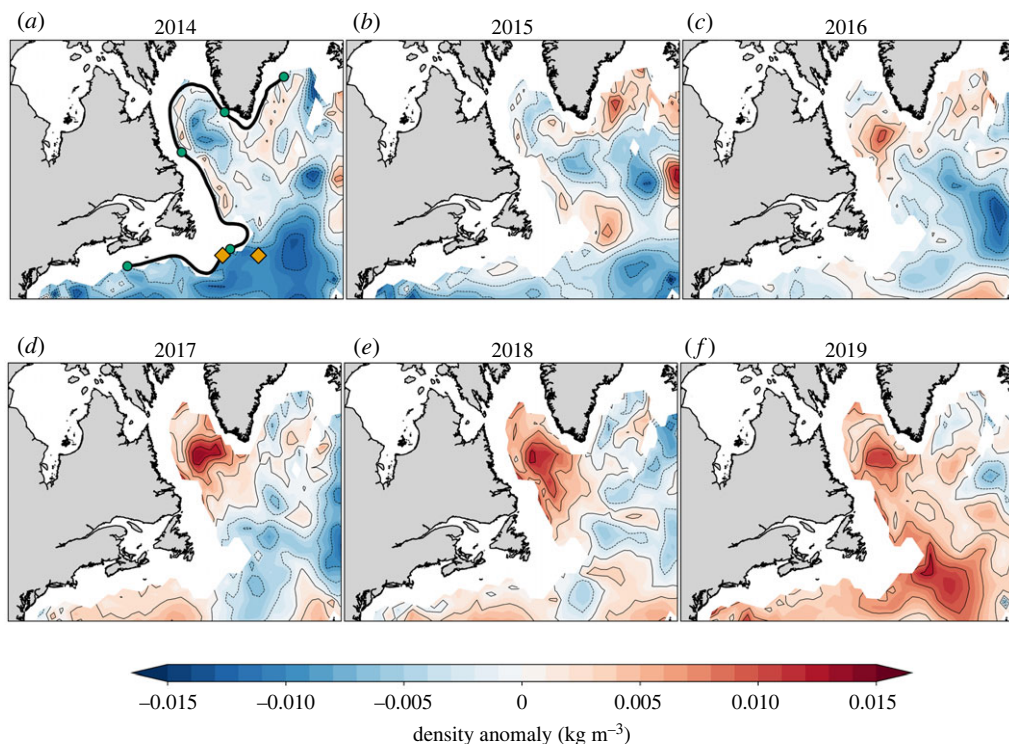 (a) 2014
(b) 2015
(c) 2016
(d) 2017
(e) 2018
(f) 2019
–0.015 –0.010 –0.005 0 0.005 0.010 0.015
density anomaly (kg m⁻³)